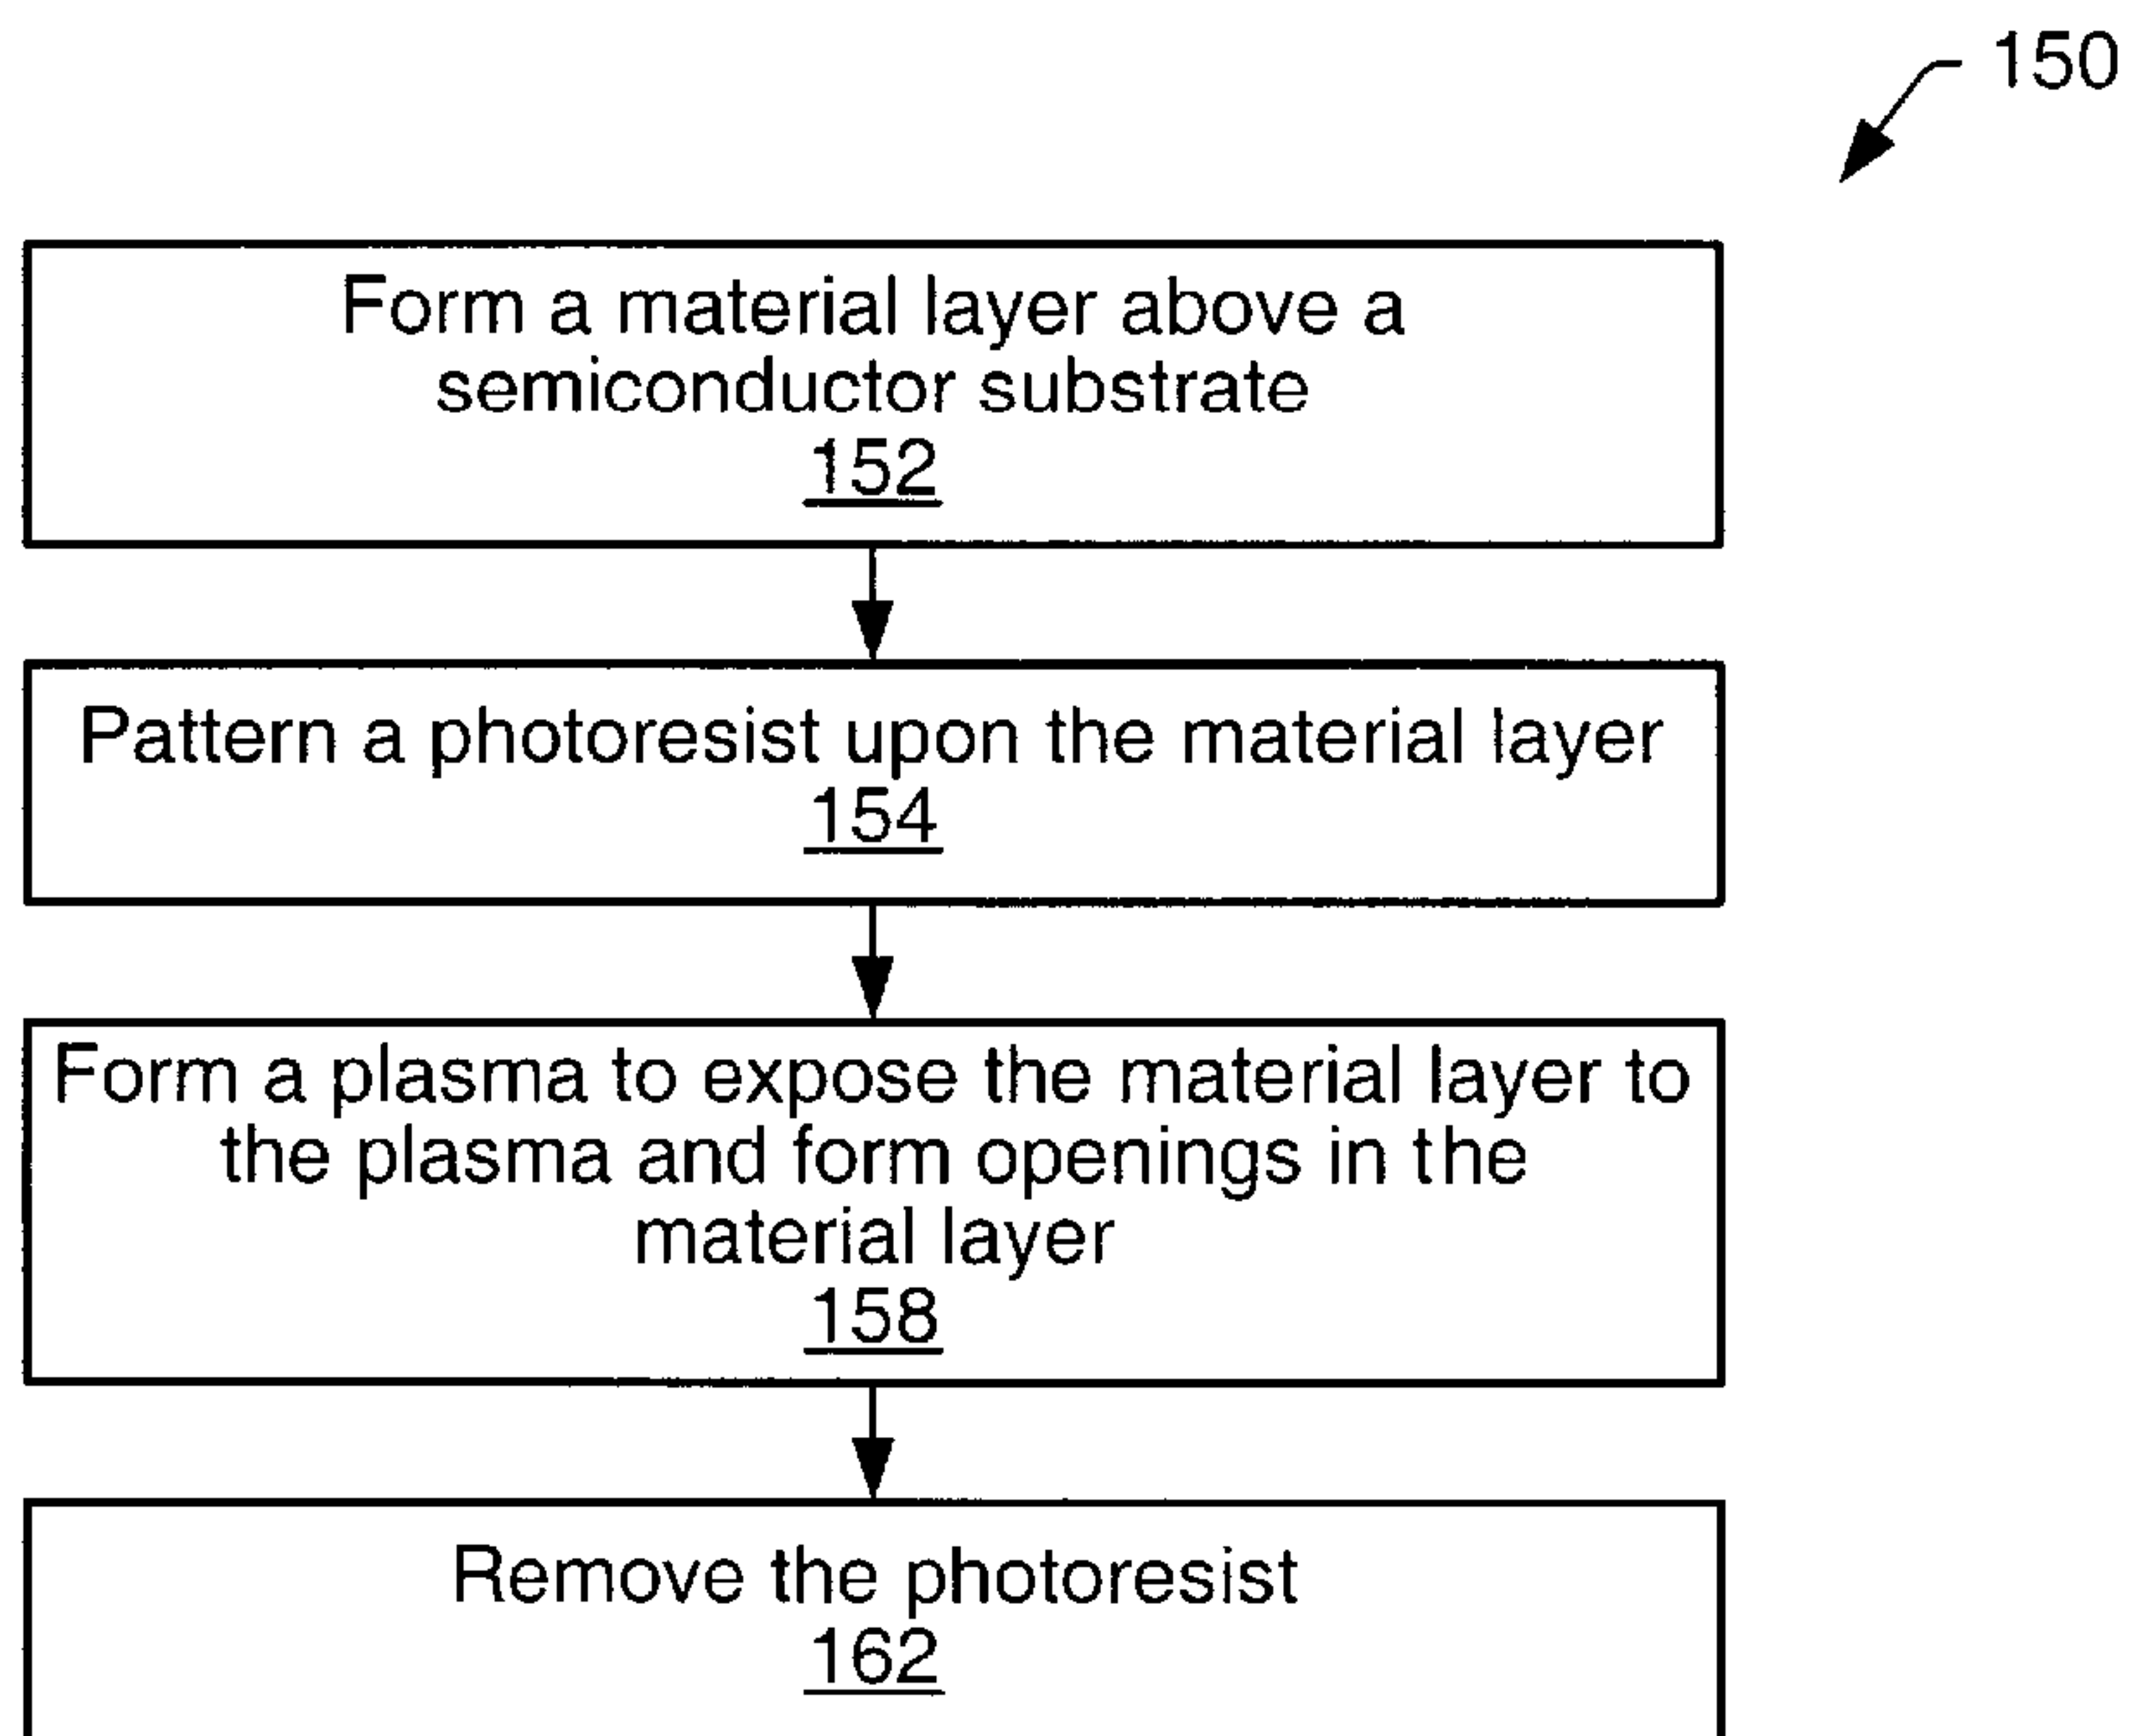 150
Form a material layer above a
semiconductor substrate
152
Pattern a photoresist upon the material layer
154
Form a plasma to expose the material layer to
the plasma and form openings in the
material layer
158
Remove the photoresist
162